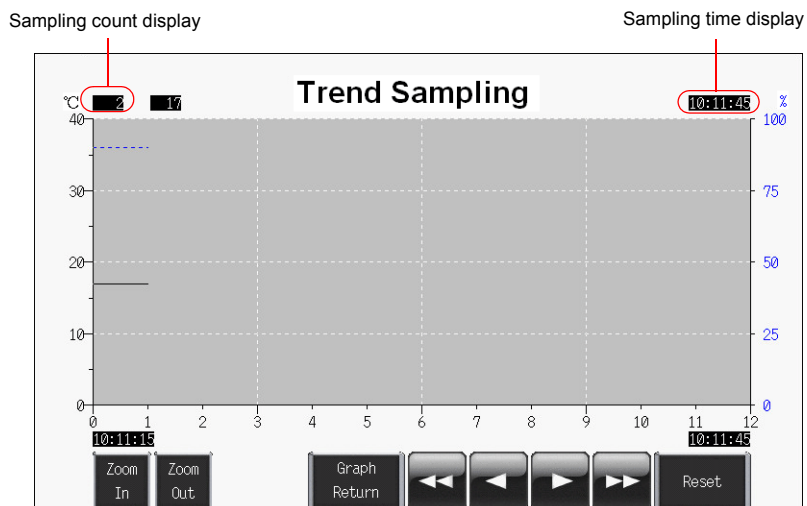 Sampling count display
Sampling time display
℃ 2 17 Trend Sampling 10:11:45 %
40 100
30 75
20 50
10 25
0 0
0 1 2 3 4 5 6 7 8 9 10 11 12
10:11:15 10:11:45
Zoom In
Zoom Out
Graph Return
Reset